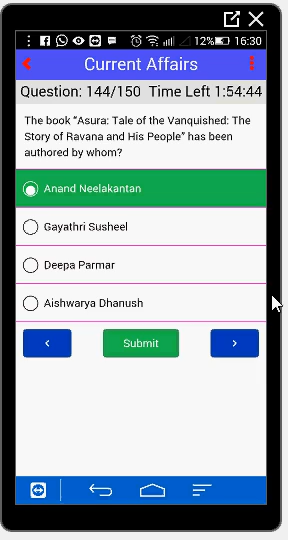 12% 16:30
Current Affairs
Question: 144/150 Time Left 1:54:44
The book “Asura: Tale of the Vanquished: The
Story of Ravana and His People” has been
authored by whom?
Anand Neelakantan
Gayathri Susheel
Deepa Parmar
Aishwarya Dhanush
< Submit >